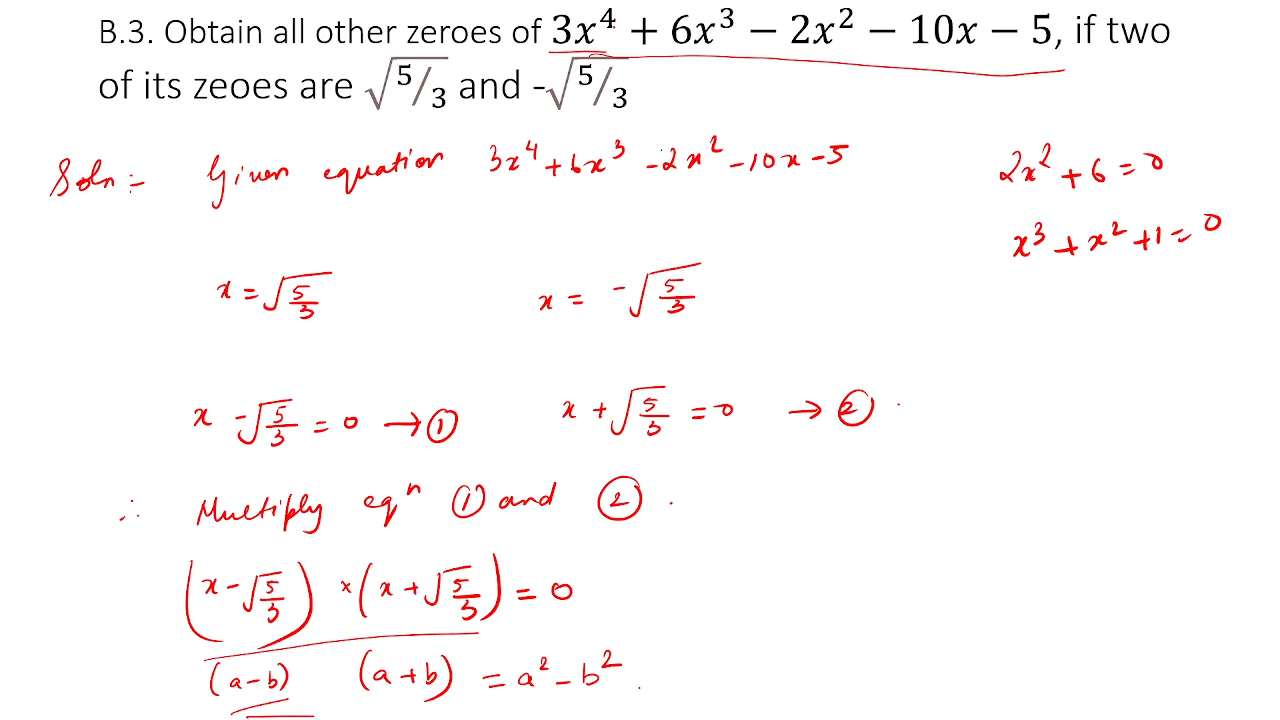 B.3. Obtain all other zeroes of 3x⁴ + 6x³ − 2x² − 10x − 5, if two
of its zeoes are √5/3 and -√5/3
Soln :- Given equation 3x⁴ + 6x³ - 2x² - 10x - 5
2x² + 6 = 0
x³ + x² + 1 = 0
x = √5/3 x = -√5/3
x - √5/3 = 0 → ① x + √5/3 = 0 → ②
∴ Multiply eqⁿ ① and ② .
(x - √5/3) × (x + √5/3) = 0
(a - b) (a + b) = a² - b² .